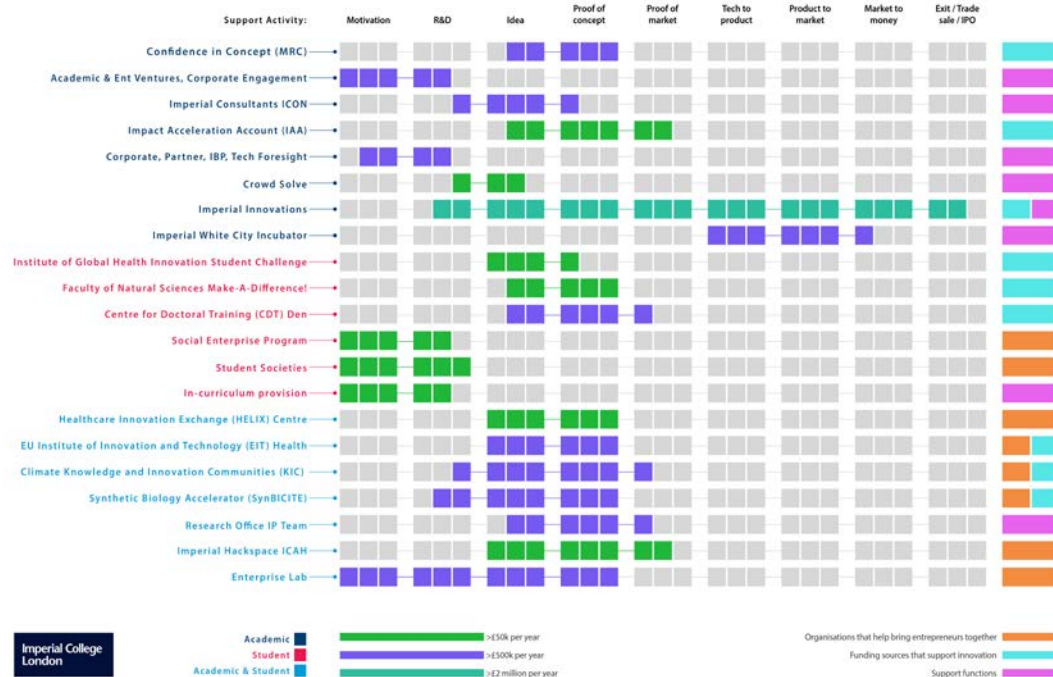 Support Activity:
Motivation
R&D
Idea
Proof of
concept
Proof of
market
Tech to
product
Product to
market
Market to
money
Exit / Trade
sale / IPO
Confidence in Concept (MRC)
Academic & Ent Ventures, Corporate Engagement
Imperial Consultants ICON
Impact Acceleration Account (IAA)
Corporate, Partner, IBP, Tech Foresight
Crowd Solve
Imperial Innovations
Imperial White City Incubator
Institute of Global Health Innovation Student Challenge
Faculty of Natural Sciences Make-A-Difference!
Centre for Doctoral Training (CDT) Den
Social Enterprise Program
Student Societies
In-curriculum provision
Healthcare Innovation Exchange (HELIX) Centre
EU Institute of Innovation and Technology (EIT) Health
Climate Knowledge and Innovation Communities (KIC)
Synthetic Biology Accelerator (SynBICITE)
Research Office IP Team
Imperial Hackspace ICAH
Enterprise Lab
Imperial College
London
Academic
Student
Academic & Student
>£50k per year
>£500k per year
>£2 million per year
Organisations that help bring entrepreneurs together
Funding sources that support innovation
Support functions